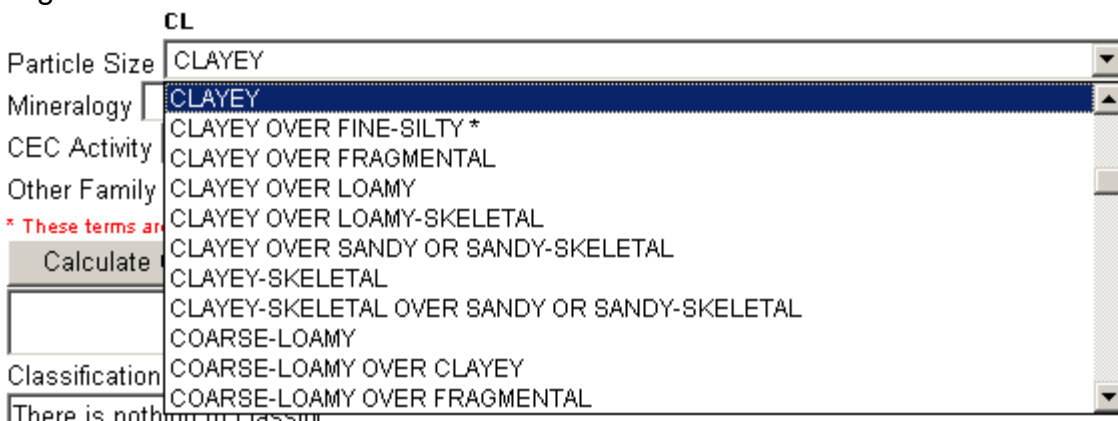 CL
Particle Size CLAYEY
Mineralogy
CLAYEY
CLAYEY OVER FINE-SILTY *
CEC Activity
CLAYEY OVER FRAGMENTAL
Other Family
CLAYEY OVER LOAMY
* These terms
CLAYEY OVER LOAMY-SKELETAL
CLAYEY OVER SANDY OR SANDY-SKELETAL
Calculate
CLAYEY-SKELETAL
CLAYEY-SKELETAL OVER SANDY OR SANDY-SKELETAL
COARSE-LOAMY
Classification
COARSE-LOAMY OVER CLAYEY
COARSE-LOAMY OVER FRAGMENTAL
There is